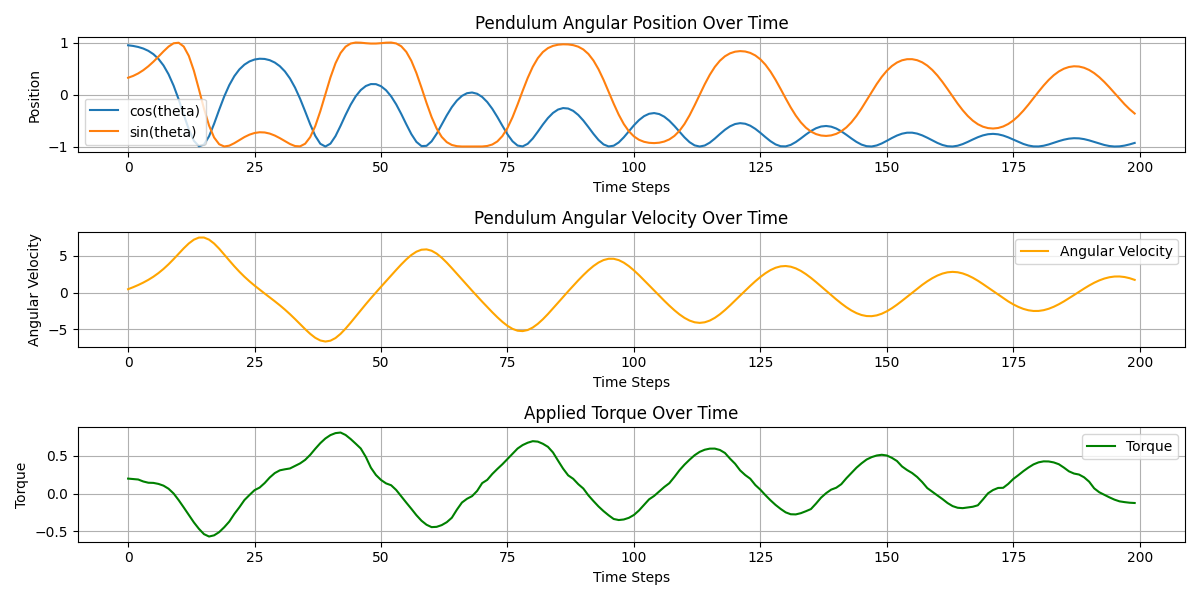 Pendulum Angular Position Over Time
Position
1
0
−1
cos(theta)
sin(theta)
0 25 50 75 100 125 150 175 200
Time Steps
Pendulum Angular Velocity Over Time
Angular Velocity
5
0
−5
Angular Velocity
0 25 50 75 100 125 150 175 200
Time Steps
Applied Torque Over Time
Torque
0.5
0.0
−0.5
Torque
0 25 50 75 100 125 150 175 200
Time Steps